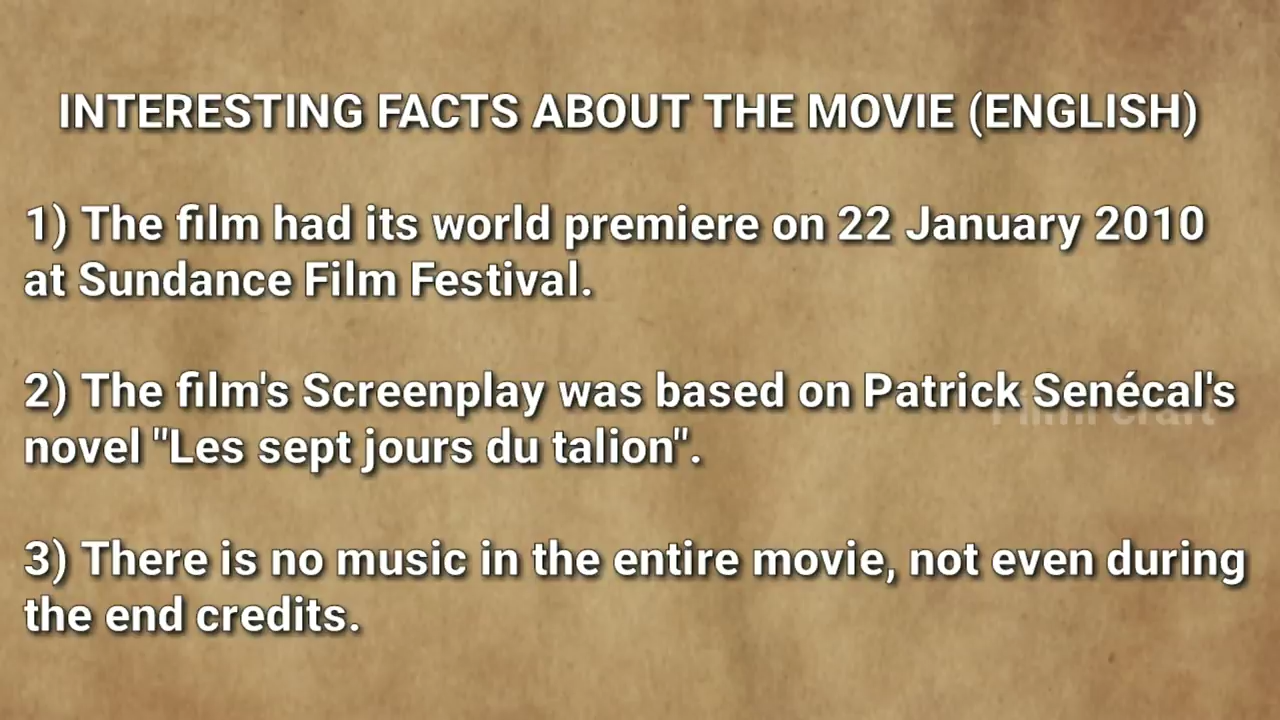 INTERESTING FACTS ABOUT THE MOVIE (ENGLISH)
1) The film had its world premiere on 22 January 2010
at Sundance Film Festival.
2) The film's Screenplay was based on Patrick Senécal's
Filmi craft
novel "Les sept jours du talion".
3) There is no music in the entire movie, not even during
the end credits.